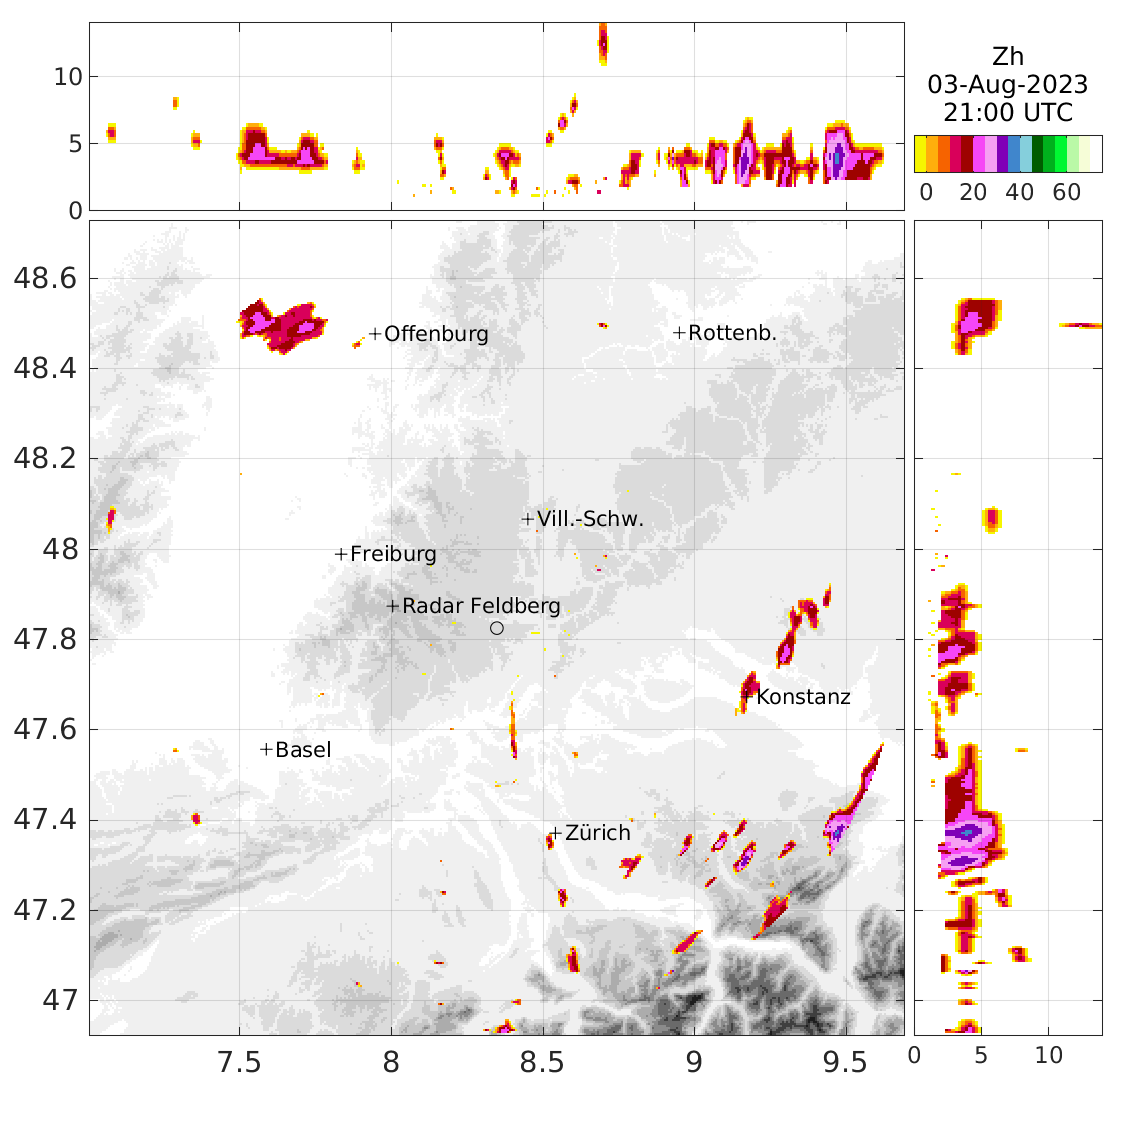 10
5
0
Zh
03-Aug-2023
21:00 UTC
0 20 40 60
48.6
48.4
48.2
48
47.8
47.6
47.4
47.2
47
+Offenburg
+Rottenb.
+Vill.-Schw.
+Freiburg
+Radar Feldberg
+Konstanz
+Basel
+Zürich
7.5 8 8.5 9 9.5
0 5 10